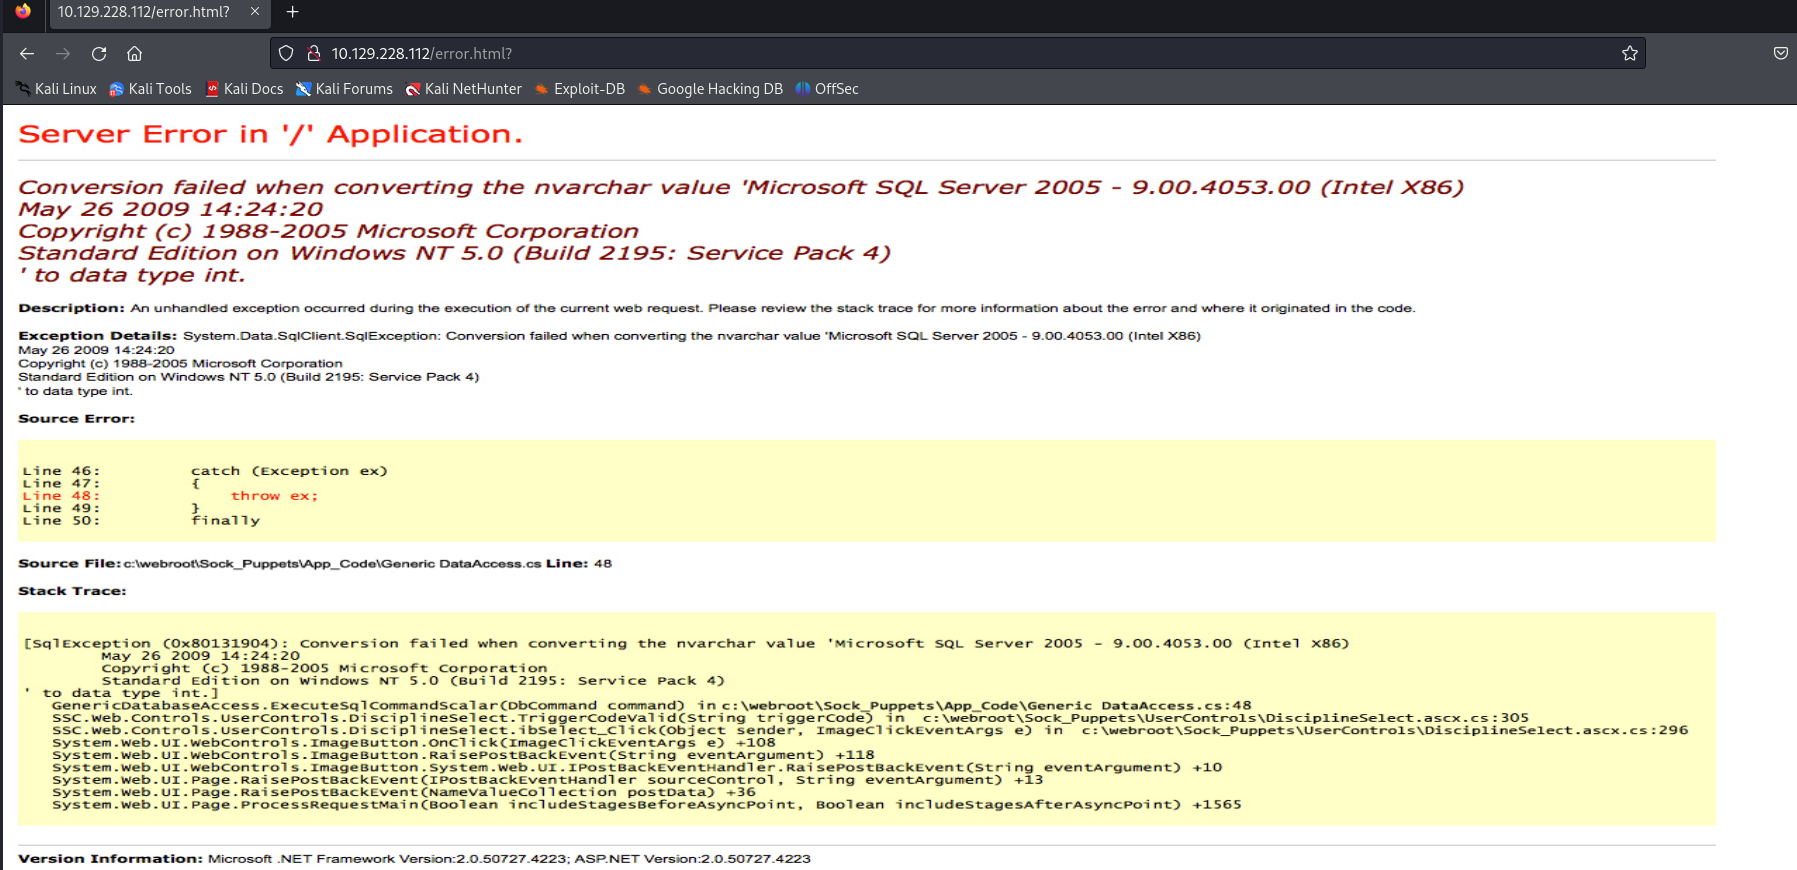 10.129.228.112/error.html?
10.129.228.112/error.html?
Kali Linux Kali Tools Kali Docs Kali Forums Kali NetHunter Exploit-DB Google Hacking DB OffSec
Server Error in '/' Application.
Conversion failed when converting the nvarchar value 'Microsoft SQL Server 2005 - 9.00.4053.00 (Intel X86)
May 26 2009 14:24:20
Copyright (c) 1988-2005 Microsoft Corporation
Standard Edition on Windows NT 5.0 (Build 2195: Service Pack 4)
' to data type int.
Description: An unhandled exception occurred during the execution of the current web request. Please review the stack trace for more information about the error and where it originated in the code.
Exception Details: System.Data.SqlClient.SqlException: Conversion failed when converting the nvarchar value 'Microsoft SQL Server 2005 - 9.00.4053.00 (Intel X86)
May 26 2009 14:24:20
Copyright (c) 1988-2005 Microsoft Corporation
Standard Edition on Windows NT 5.0 (Build 2195: Service Pack 4)
' to data type int.
Source Error:
Line 46: catch (Exception ex)
Line 47: {
Line 48: throw ex;
Line 49: }
Line 50: finally
Source File: c:\webroot\Sock_Puppets\App_Code\Generic DataAccess.cs Line: 48
Stack Trace:
[SqlException (0x80131904): Conversion failed when converting the nvarchar value 'Microsoft SQL Server 2005 - 9.00.4053.00 (Intel X86)
May 26 2009 14:24:20
Copyright (c) 1988-2005 Microsoft Corporation
Standard Edition on Windows NT 5.0 (Build 2195: Service Pack 4)
' to data type int.]
GenericDatabaseAccess.ExecuteSqlCommandScalar(DbCommand command) in c:\webroot\Sock_Puppets\App_Code\Generic DataAccess.cs:48
SSC.Web.Controls.UserControls.DisciplineSelect.TriggerCodeValid(String triggerCode) in c:\webroot\Sock_Puppets\UserControls\DisciplineSelect.ascx.cs:305
SSC.Web.Controls.UserControls.DisciplineSelect.ibSelect_Click(Object sender, ImageClickEventArgs e) in c:\webroot\Sock_Puppets\UserControls\DisciplineSelect.ascx.cs:296
System.Web.UI.WebControls.ImageButton.OnClick(ImageClickEventArgs e) +108
System.Web.UI.WebControls.ImageButton.RaisePostBackEvent(String eventArgument) +118
System.Web.UI.WebControls.ImageButton.System.Web.UI.IPostBackEventHandler.RaisePostBackEvent(String eventArgument) +10
System.Web.UI.Page.RaisePostBackEvent(IPostBackEventHandler sourceControl, String eventArgument) +13
System.Web.UI.Page.RaisePostBackEvent(NameValueCollection postData) +36
System.Web.UI.Page.ProcessRequestMain(Boolean includeStagesBeforeAsyncPoint, Boolean includeStagesAfterAsyncPoint) +1565
Version Information: Microsoft .NET Framework Version:2.0.50727.4223; ASP.NET Version:2.0.50727.4223